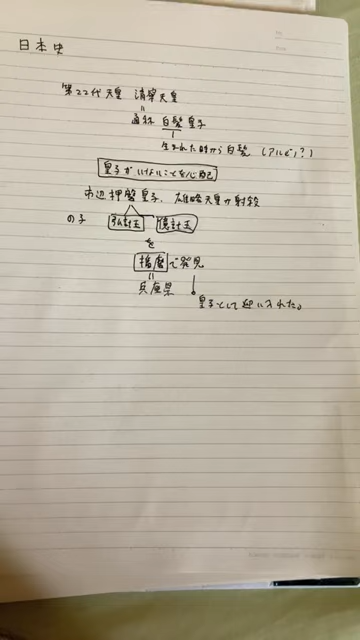 日本史
第22代天皇 清寧天皇
=
通称 白髪皇子
生まれた時から白髪 (アルビノ?)
皇子がいないことを心配
市辺押磐皇子、雄略天皇が射殺
の子 弘計王 億計王
を
播磨で発見
=
兵庫県
皇子として迎え入れた。